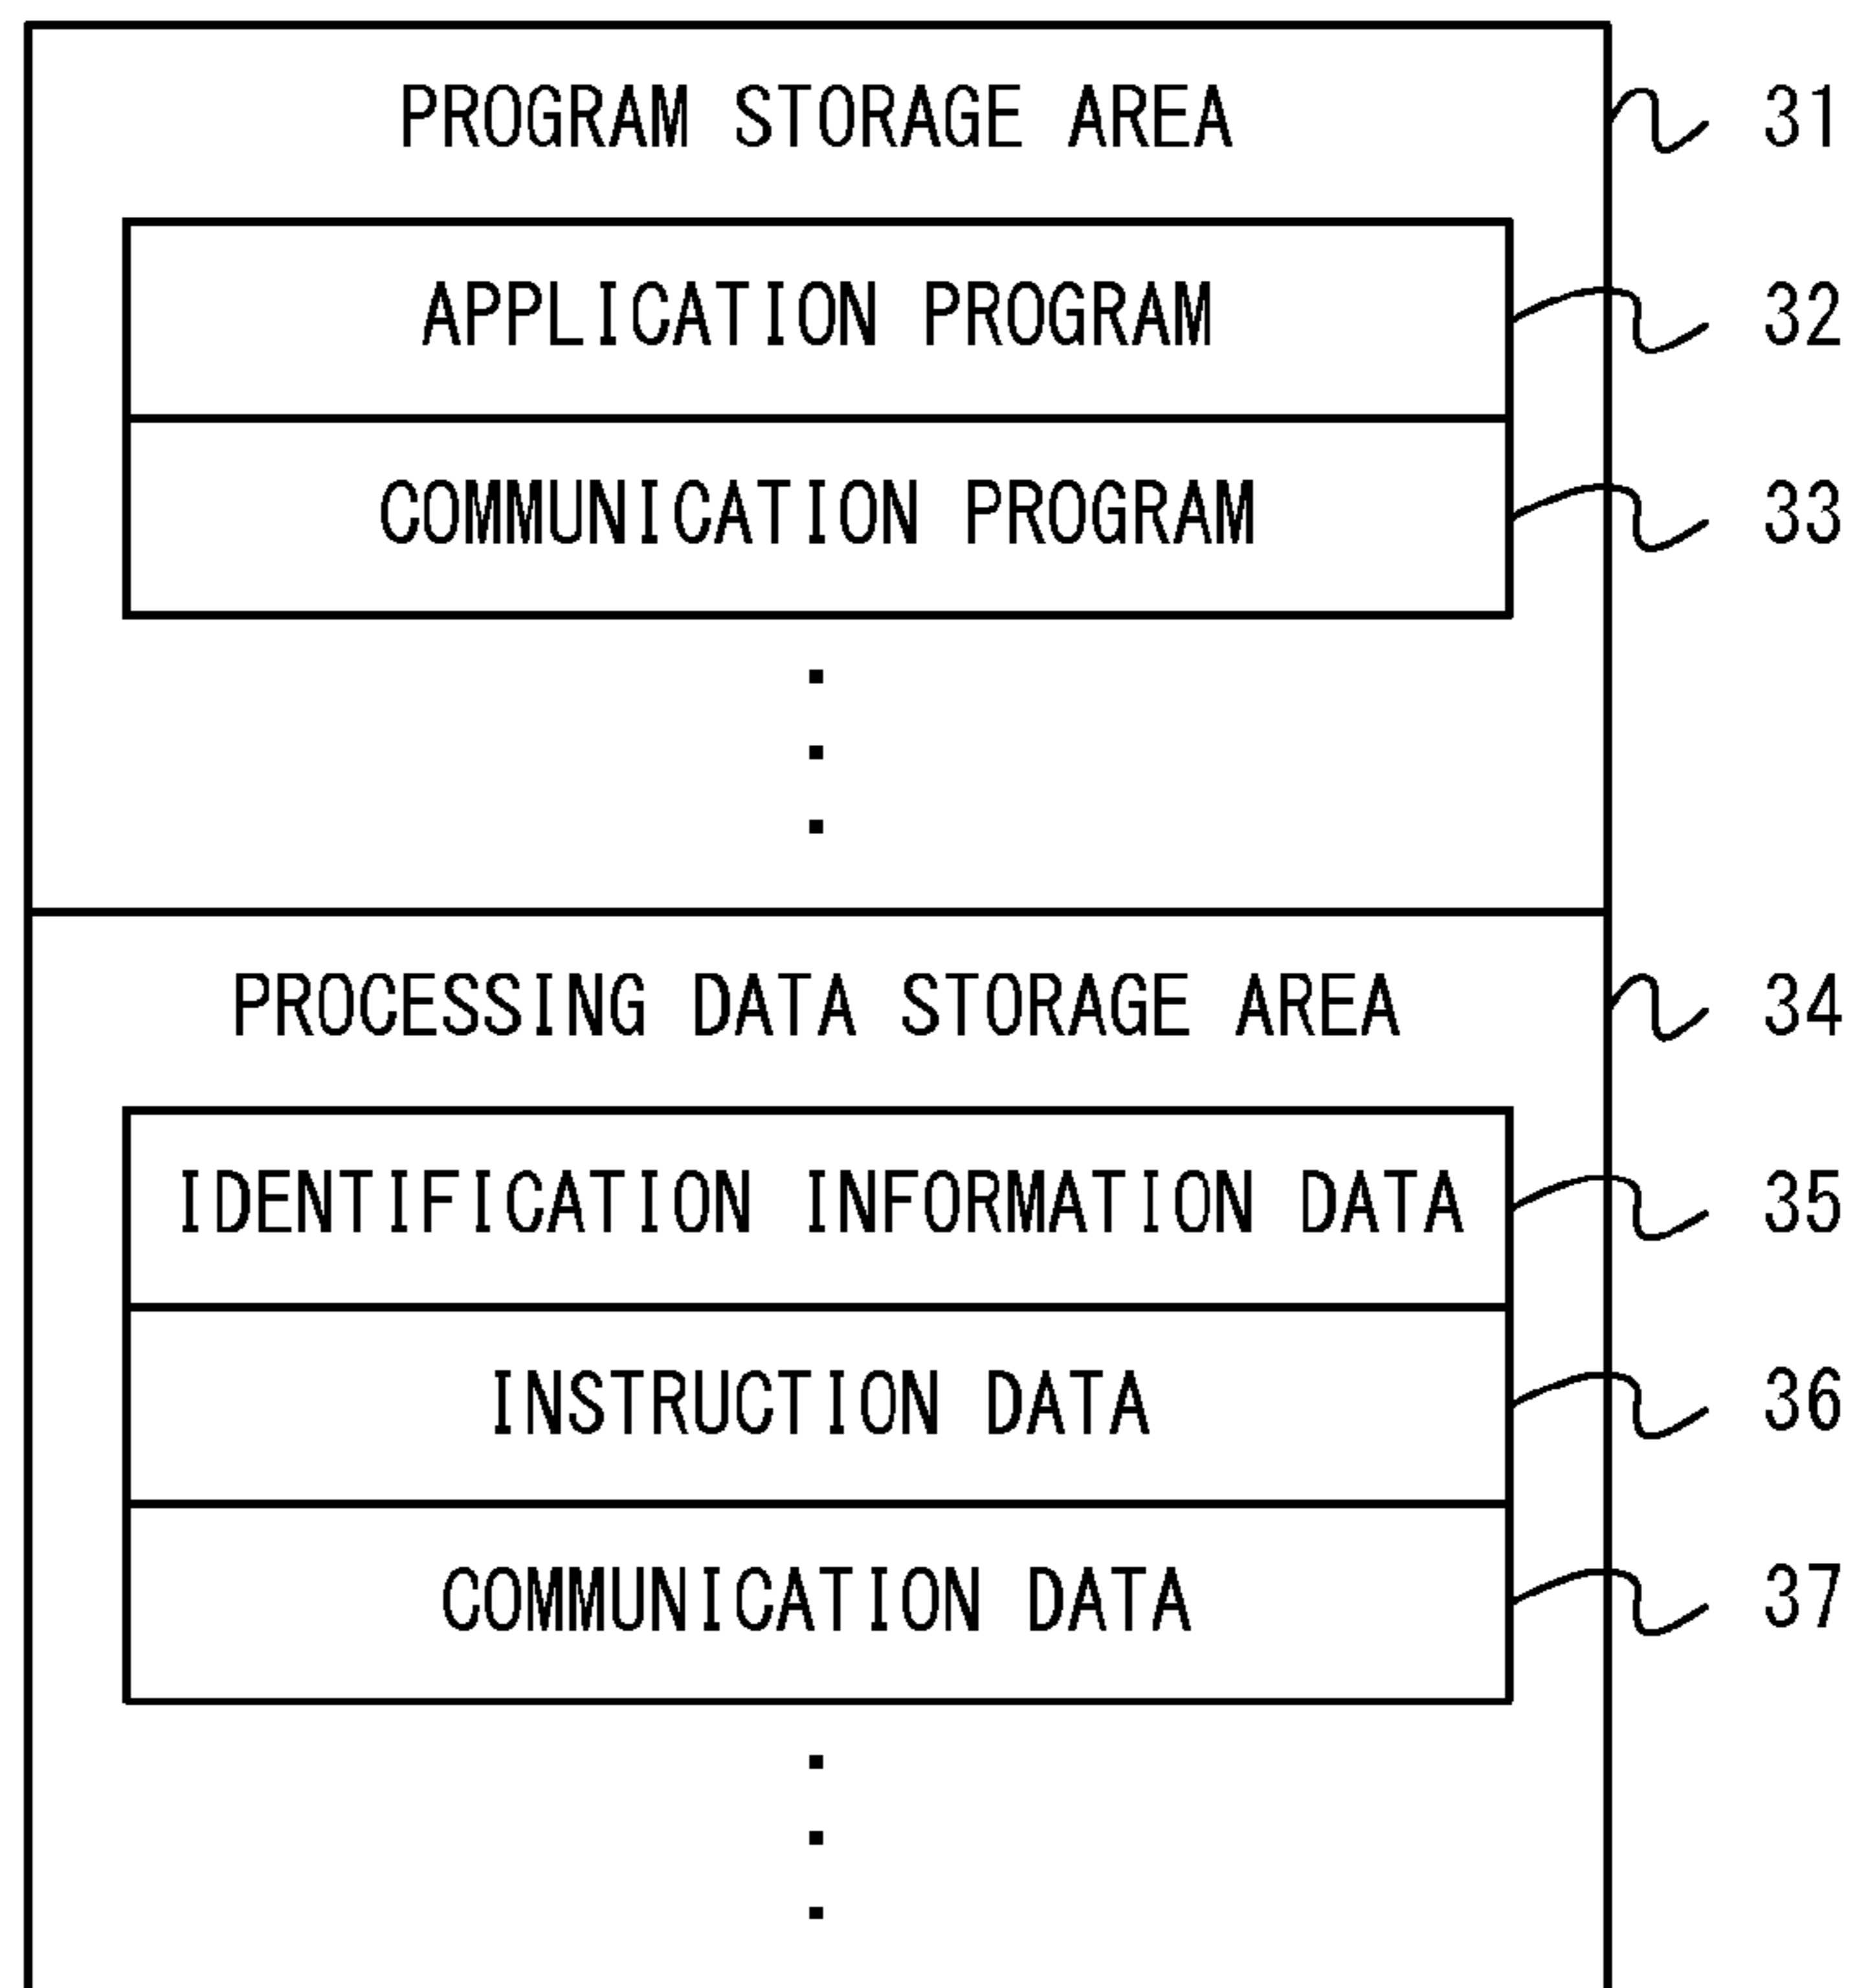 PROGRAM STORAGE AREA 31
APPLICATION PROGRAM 32
COMMUNICATION PROGRAM 33
PROCESSING DATA STORAGE AREA 34
IDENTIFICATION INFORMATION DATA 35
INSTRUCTION DATA 36
COMMUNICATION DATA 37